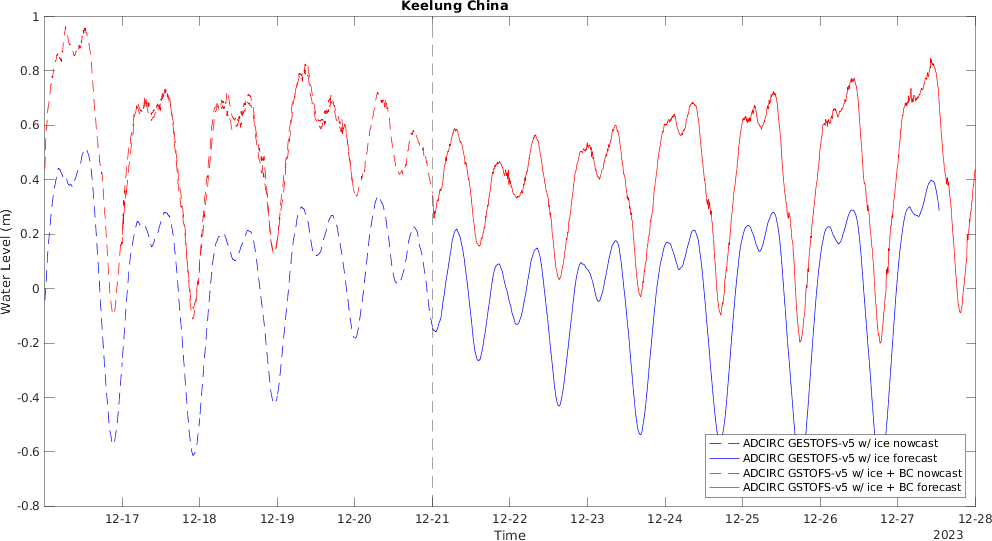 Keelung China
1
0.8
0.6
0.4
0.2
0
-0.2
-0.4
-0.6
-0.8
Water Level (m)
ADCIRC GESTOFS-v5 w/ ice nowcast
ADCIRC GESTOFS-v5 w/ ice forecast
ADCIRC GSTOFS-v5 w/ ice + BC nowcast
ADCIRC GSTOFS-v5 w/ ice + BC forecast
12-17 12-18 12-19 12-20 12-21 12-22 12-23 12-24 12-25 12-26 12-27 12-28
Time
2023